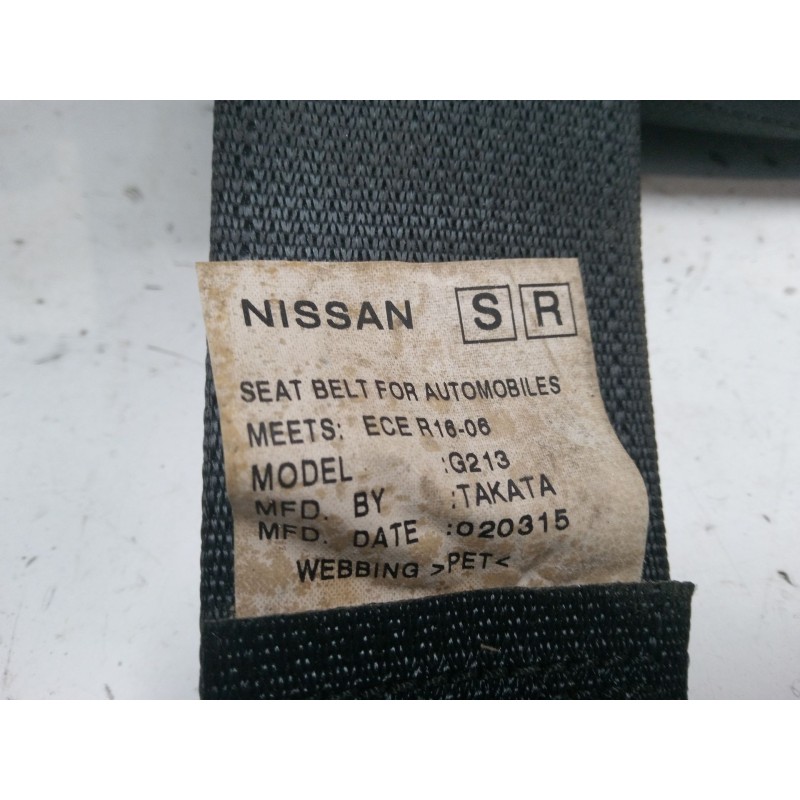 NISSAN S R
SEAT BELT FOR AUTOMOBILES
MEETS: ECE R16-06
MODEL :G213
MFD. BY :TAKATA
MFD. DATE :020315
WEBBING >PET<